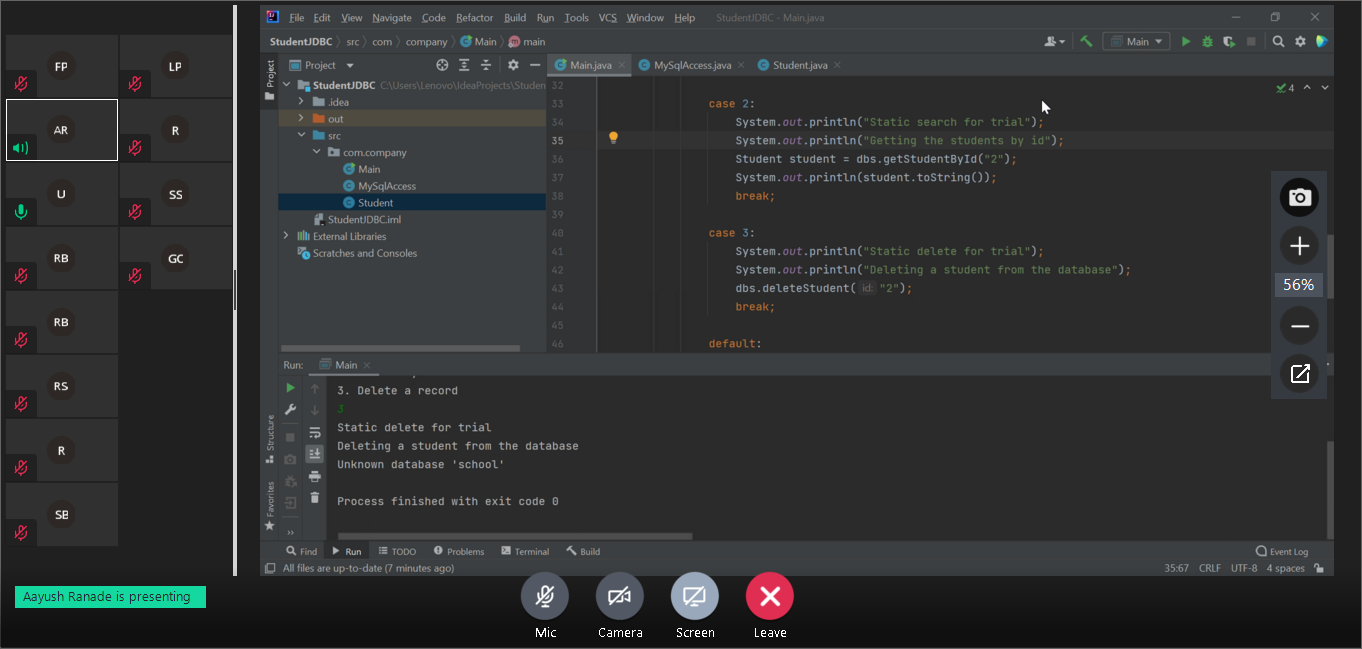 FP
LP
AR
R
U
SS
RB
GC
RB
RS
R
SB
Aayush Ranade is presenting
File Edit View Navigate Code Refactor Build Run Tools VCS Window Help StudentJDBC - Main.java
StudentJDBC src com company Main main
Main
Project
Project
StudentJDBC C:\Users\Lenovo\IdeaProjects\Studen
.idea
out
src
com.company
Main
MySqlAccess
Student
StudentJDBC.iml
External Libraries
Scratches and Consoles
Main.java MySqlAccess.java Student.java
4
32
33 case 2:
34 System.out.println("Static search for trial");
35 System.out.println("Getting the students by id");
36 Student student = dbs.getStudentById("2");
37 System.out.println(student.toString());
38 break;
39
40 case 3:
41 System.out.println("Static delete for trial");
42 System.out.println("Deleting a student from the database");
43 dbs.deleteStudent( id: "2");
44 break;
45
46 default:
Run: Main
3. Delete a record
3
Static delete for trial
Deleting a student from the database
Unknown database 'school'
Process finished with exit code 0
Structure
Favorites
Find Run TODO Problems Terminal Build Event Log
All files are up-to-date (7 minutes ago) 35:67 CRLF UTF-8 4 spaces
56%
Mic Camera Screen Leave